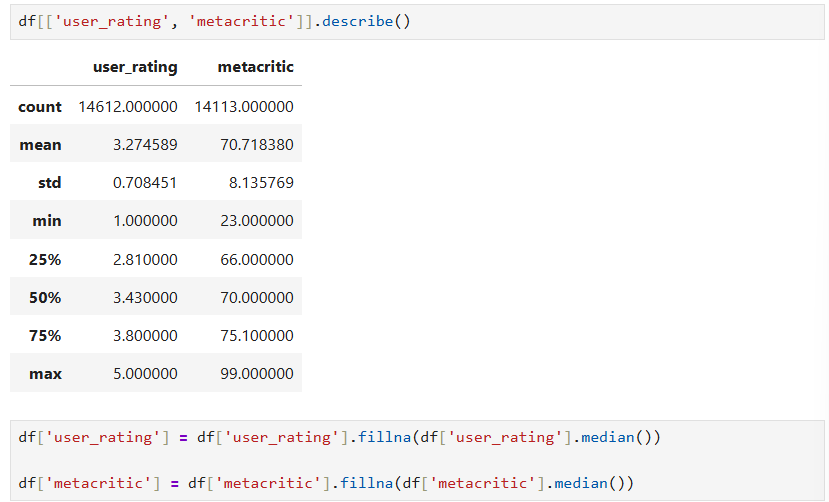 df[['user_rating', 'metacritic']].describe()
user_rating metacritic
count 14612.000000 14113.000000
mean 3.274589 70.718380
std 0.708451 8.135769
min 1.000000 23.000000
25% 2.810000 66.000000
50% 3.430000 70.000000
75% 3.800000 75.100000
max 5.000000 99.000000
df['user_rating'] = df['user_rating'].fillna(df['user_rating'].median())
df['metacritic'] = df['metacritic'].fillna(df['metacritic'].median())